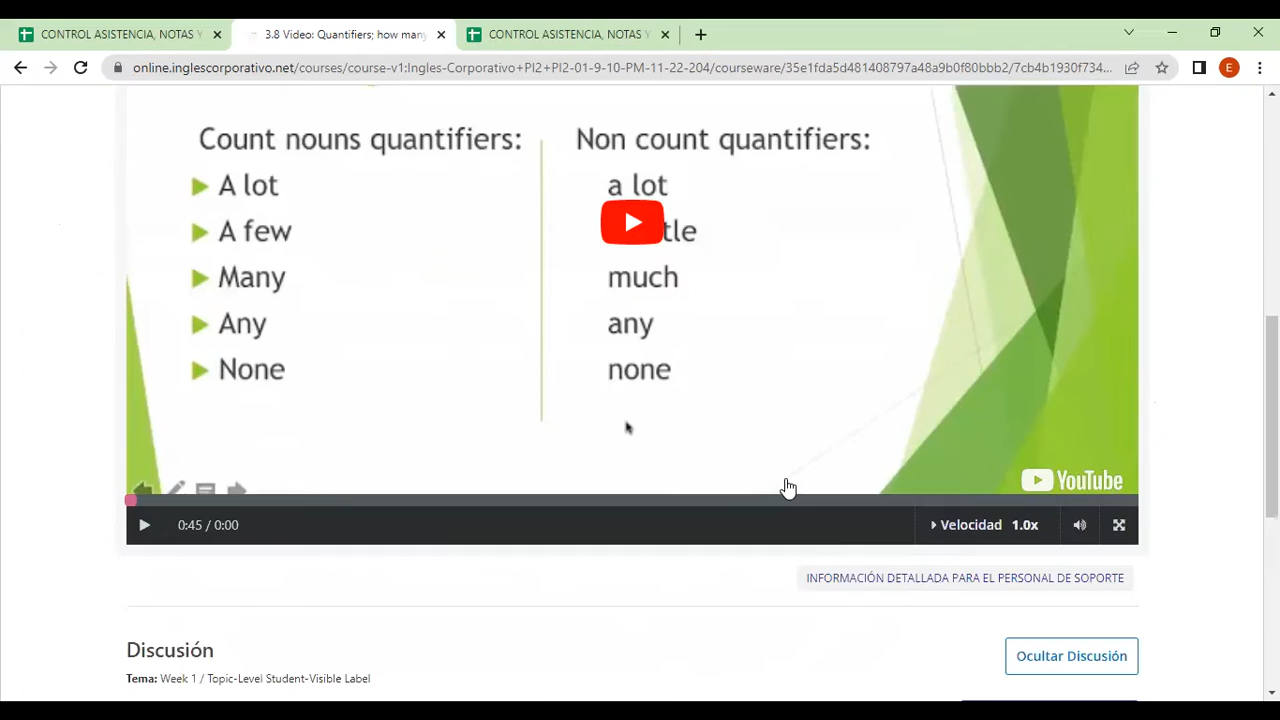 CONTROL ASISTENCIA, NOTAS Y
3.8 Video: Quantifiers; how many
CONTROL ASISTENCIA, NOTAS Y
online.inglescorporativo.net/courses/course-v1:Ingles-Corporativo+PI2+PI2-01-9-10-PM-11-22-204/courseware/35e1fda5d481408797a48a9b0f80bbb2/7cb4b1930f734...
E
Count nouns quantifiers:
A lot
A few
Many
Any
None
Non count quantifiers:
a lot
much
any
none
YouTube
0:45 / 0:00
Velocidad 1.0x
INFORMACIÓN DETALLADA PARA EL PERSONAL DE SOPORTE
Discusión
Ocultar Discusión
Tema: Week 1 / Topic-Level Student-Visible Label